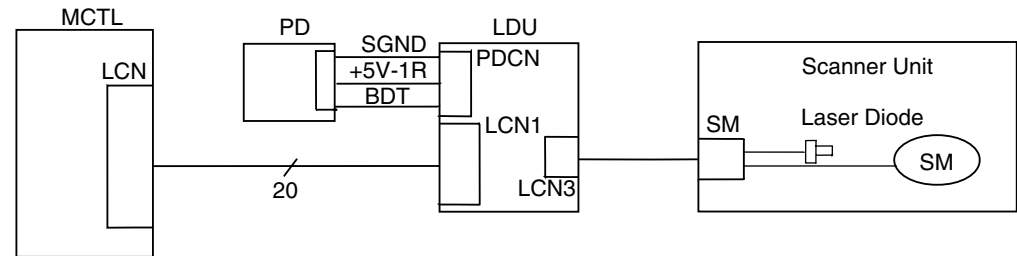 MCTL
PD
LDU
SGND
PDCN
Scanner Unit
LCN
+5V-1R
BDT
Laser Diode
LCN1
SM
SM
20
LCN3